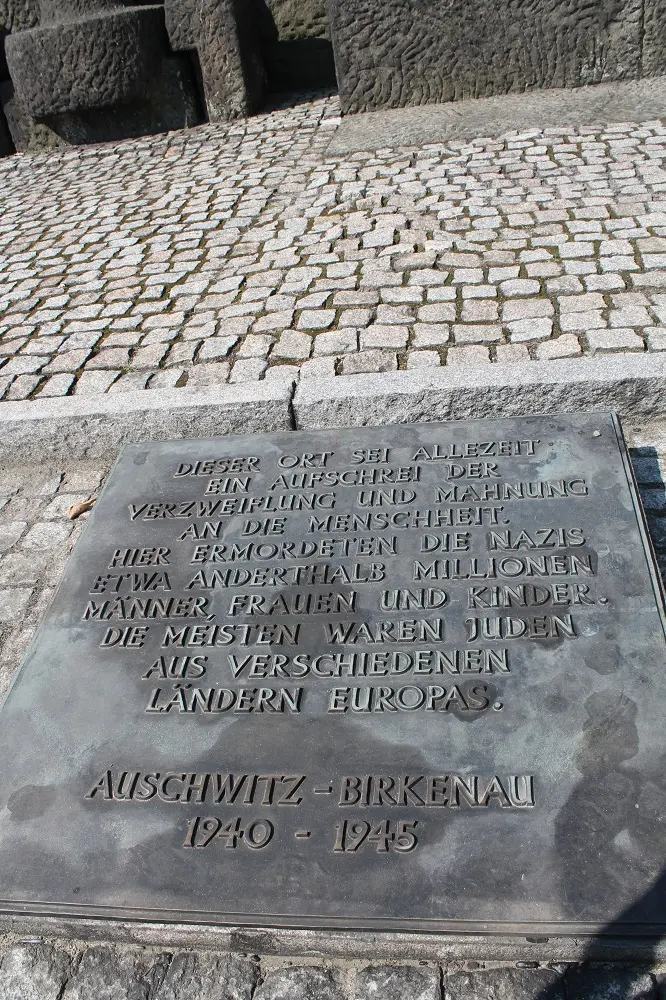 DIESER ORT SEI ALLEZEIT
EIN AUFSCHREI DER
VERZWEIFLUNG UND MAHNUNG
AN DIE MENSCHHEIT.
HIER ERMORDETEN DIE NAZIS
ETWA ANDERTHALB MILLIONEN
MÄNNER, FRAUEN UND KINDER.
DIE MEISTEN WAREN JUDEN
AUS VERSCHIEDENEN
LÄNDERN EUROPAS.
AUSCHWITZ - BIRKENAU
1940 - 1945